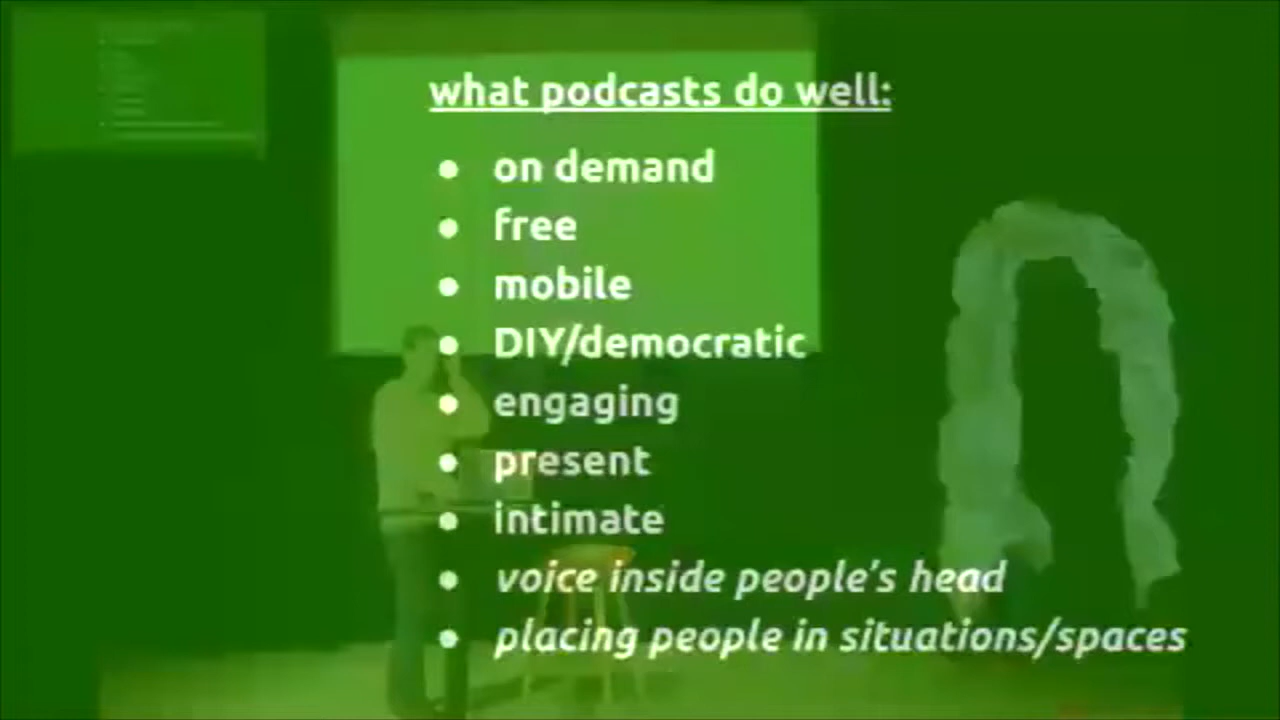 what podcasts do well:
● on demand
● free
● mobile
● DIY/democratic
● engaging
● present
● intimate
● voice inside people's head
● placing people in situations/spaces